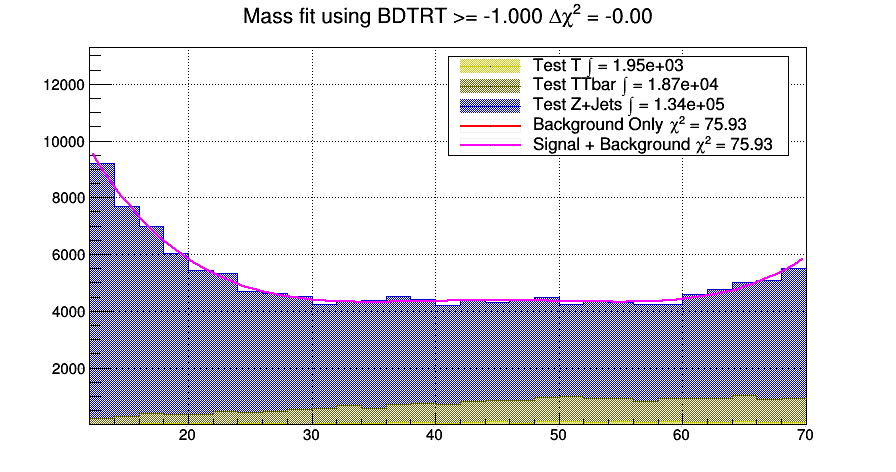 Mass fit using BDTRT >= -1.000 Δχ² = -0.00
Test T ∫ = 1.95e+03
Test TTbar ∫ = 1.87e+04
Test Z+Jets ∫ = 1.34e+05
Background Only χ² = 75.93
Signal + Background χ² = 75.93
12000
10000
8000
6000
4000
2000
20 30 40 50 60 70